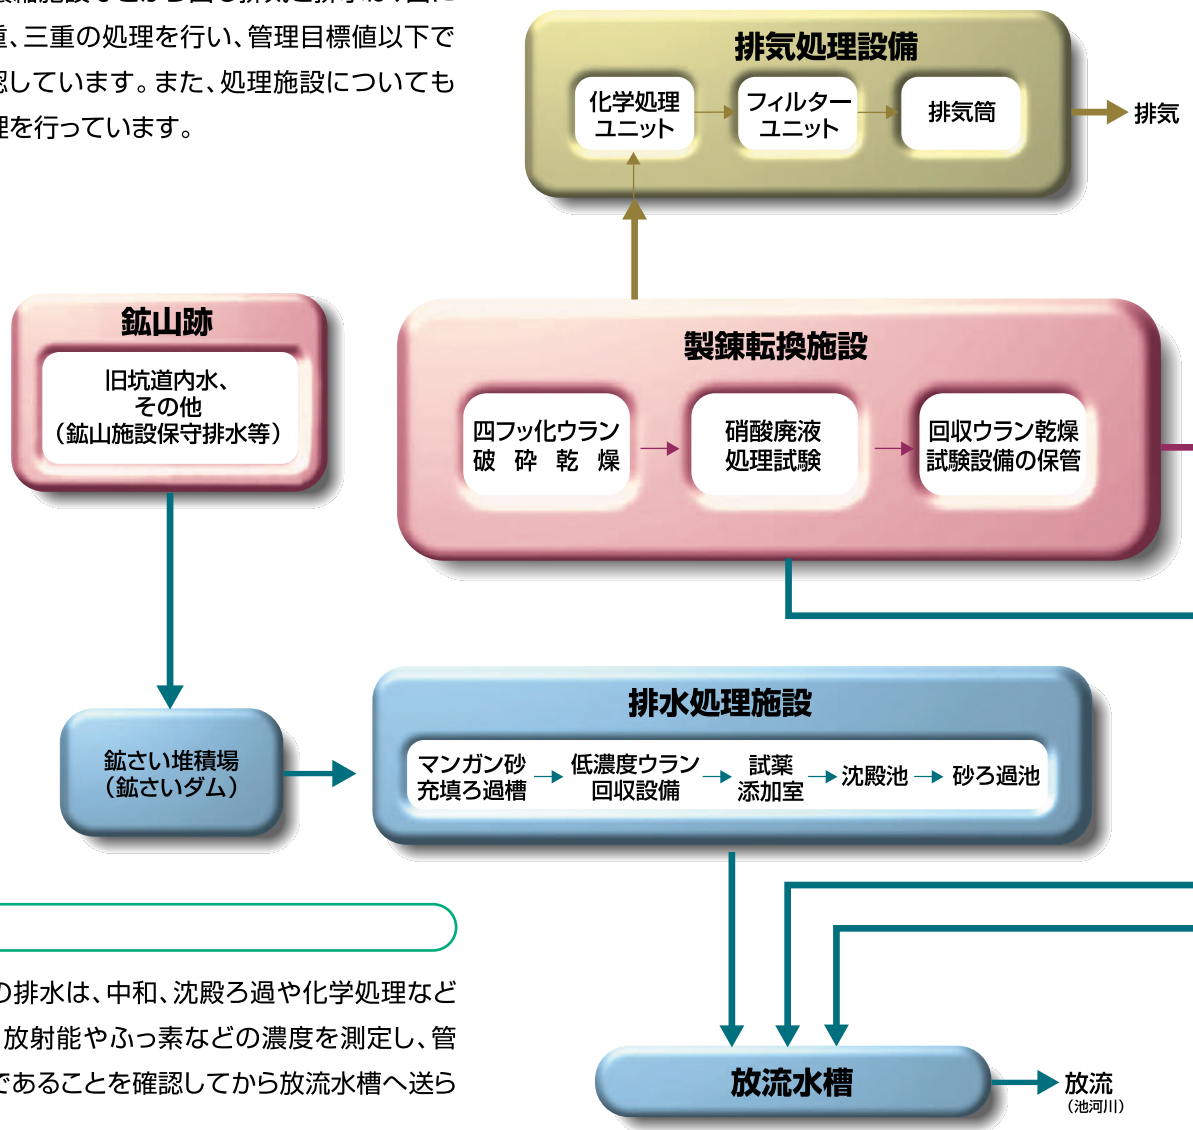 重、三重の処理を行い、管理目標値以下で
認しています。また、処理施設についても
理を行っています。
排気処理設備
化学処理
ユニット
フィルター
ユニット
排気筒
排気
鉱山跡
旧坑道内水、
その他
（鉱山施設保守排水等）
製錬転換施設
四フッ化ウラン
破砕乾燥
硝酸廃液
処理試験
回収ウラン乾燥
試験設備の保管
鉱さい堆積場
（鉱さいダム）
排水処理施設
マンガン砂
充填ろ過槽
低濃度ウラン
回収設備
試薬
添加室
沈殿池
砂ろ過池
の排水は、中和、沈殿ろ過や化学処理など
放射能やふっ素などの濃度を測定し、管
であることを確認してから放流水槽へ送ら
放流水槽
放流
（池河川）